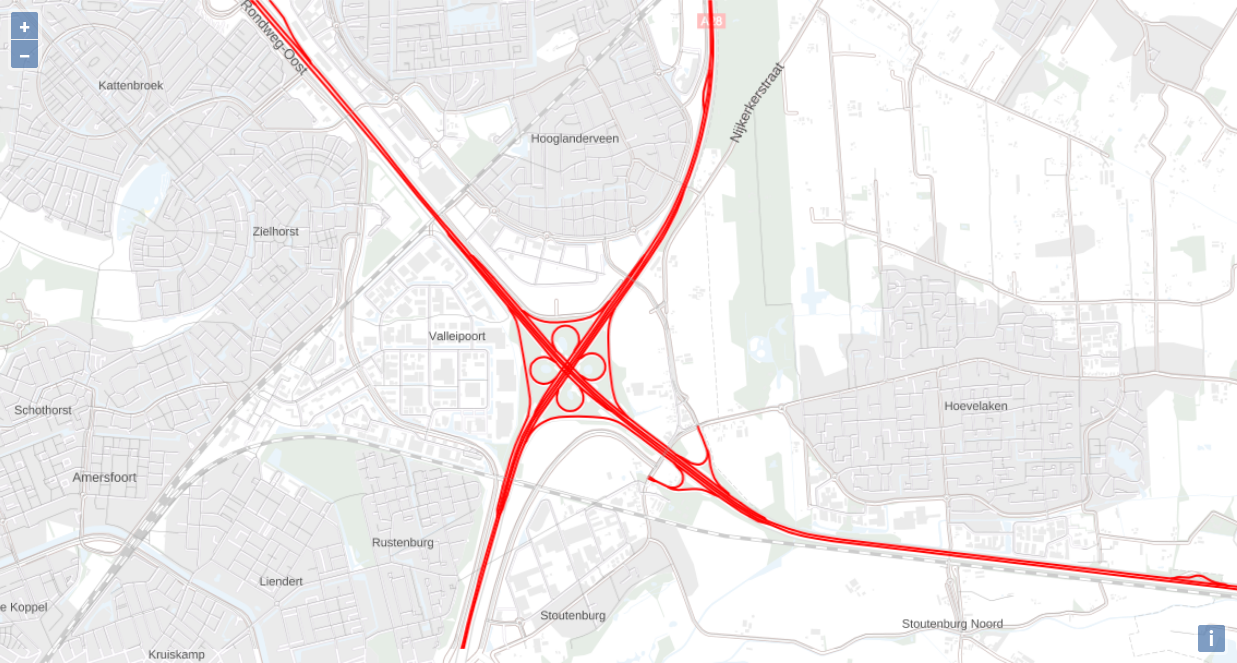 +
−
Rondweg-Oost
A28
Kattenbroek
Nijkerkerstraat
Hooglanderveen
Zielhorst
Valleipoort
Schothorst
Hoevelaken
Amersfoort
Rustenburg
Liendert
e Koppel
Stoutenburg
Stoutenburg Noord
i
Kruiskamp